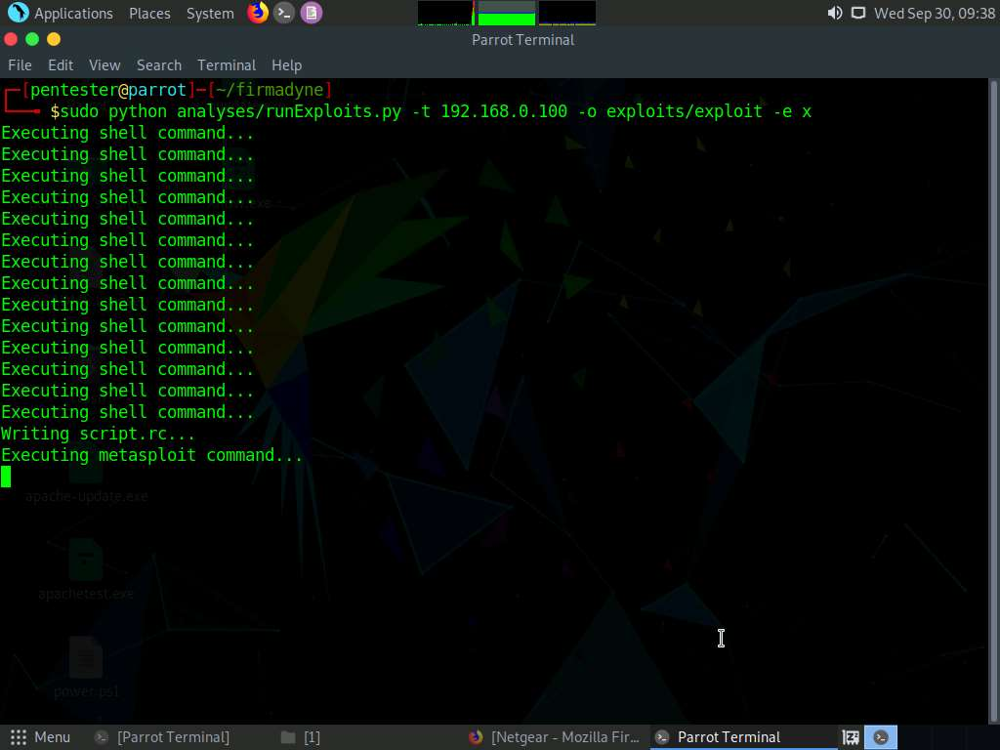 Applications Places System Wed Sep 30, 09:38
Parrot Terminal
File Edit View Search Terminal Help
[pentester@parrot]-[~/firmadyne]
$sudo python analyses/runExploits.py -t 192.168.0.100 -o exploits/exploit -e x
Executing shell command...
Executing shell command...
Executing shell command...
Executing shell command...
Executing shell command...
Executing shell command...
Executing shell command...
Executing shell command...
Executing shell command...
Executing shell command...
Executing shell command...
Executing shell command...
Executing shell command...
Executing shell command...
Writing script.rc...
Executing metasploit command...
apache-update.exe
apachetest.exe
power.ps1
Menu [Parrot Terminal] [1] [Netgear - Mozilla Fir... Parrot Terminal